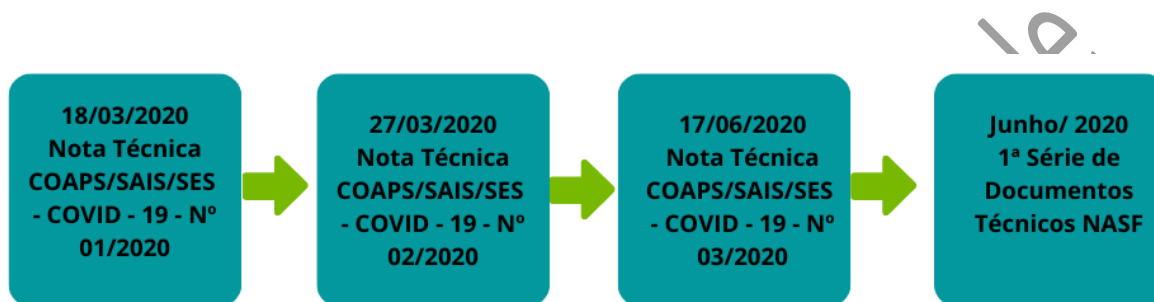 18/03/2020
Nota Técnica
COAPS/SAIS/SES
- COVID - 19 - Nº
01/2020
27/03/2020
Nota Técnica
COAPS/SAIS/SES
- COVID - 19 - Nº
02/2020
17/06/2020
Nota Técnica
COAPS/SAIS/SES
- COVID - 19 - Nº
03/2020
Junho/ 2020
1ª Série de
Documentos
Técnicos NASF